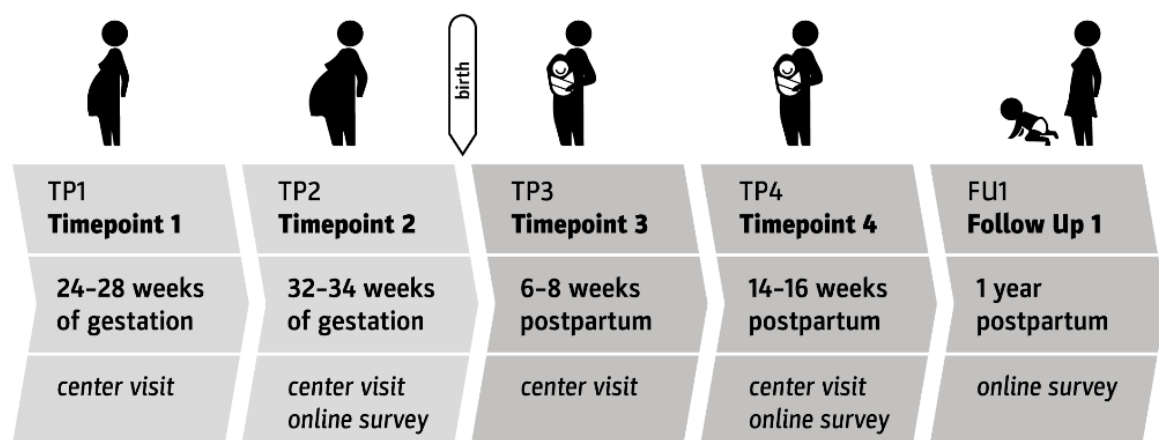 birth
TP1
Timepoint 1
24–28 weeks
of gestation
center visit
TP2
Timepoint 2
32–34 weeks
of gestation
center visit
online survey
TP3
Timepoint 3
6–8 weeks
postpartum
center visit
TP4
Timepoint 4
14–16 weeks
postpartum
center visit
online survey
FU1
Follow Up 1
1 year
postpartum
online survey